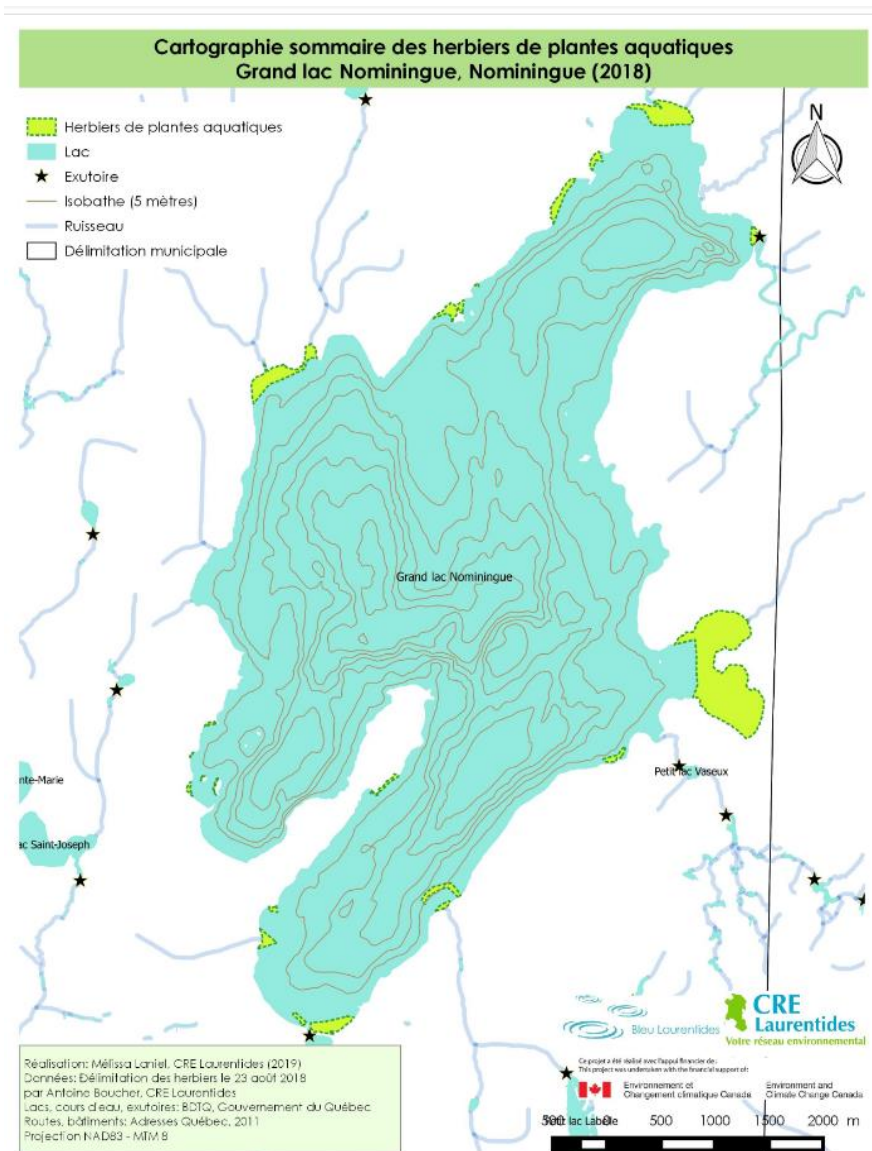 Cartographie sommaire des herbiers de plantes aquatiques
Grand lac Nominingue, Nominingue (2018)
Herbiers de plantes aquatiques
Lac
Exutoire
Isobathe (5 mètres)
Ruisseau
Délimitation municipale
N
Grand lac Nominingue
Petit lac Vaseux
nte-Marie
ac Saint-Joseph
Bleu Laurentides
CRE
Laurentides
Votre réseau environnemental
Réalisation: Mélissa Laniel, CRE Laurentides (2019)
Données: Délimitation des herbiers le 23 août 2018
par Antoine Boucher, CRE Laurentides
Lacs, cours d'eau, exutoires: BDTQ, Gouvernement du Québec
Routes, bâtiments: Adresses Québec, 2011
Projection NAD83 - MTM 8
Ce projet a été réalisé avec l'appui financier de:
This project was undertaken with the financial support of:
Environnement et
Changement climatique Canada
Environment and
Climate Change Canada
Petit lac Labelle
500 0 500 1000 1500 2000 m